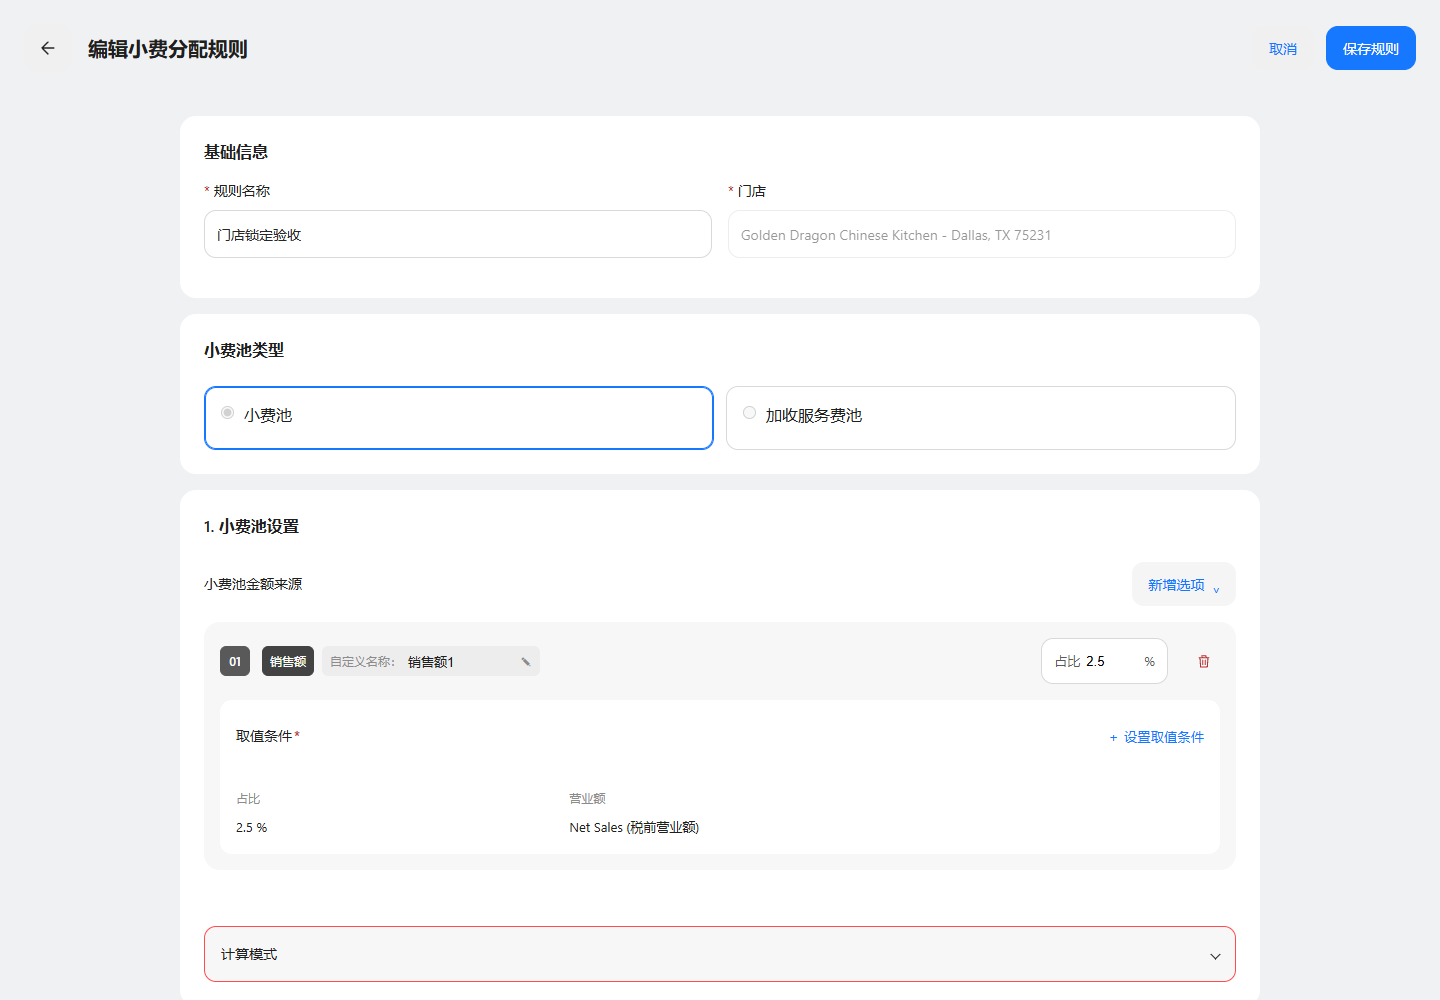 编辑小费分配规则
取消
保存规则
基础信息
* 规则名称
* 门店
门店锁定验收
Golden Dragon Chinese Kitchen - Dallas, TX 75231
小费池类型
小费池
加收服务费池
1. 小费池设置
小费池金额来源
新增选项
01
销售额
自定义名称： 销售额1
占比 2.5 %
取值条件*
+ 设置取值条件
占比
营业额
2.5 %
Net Sales (税前营业额)
计算模式